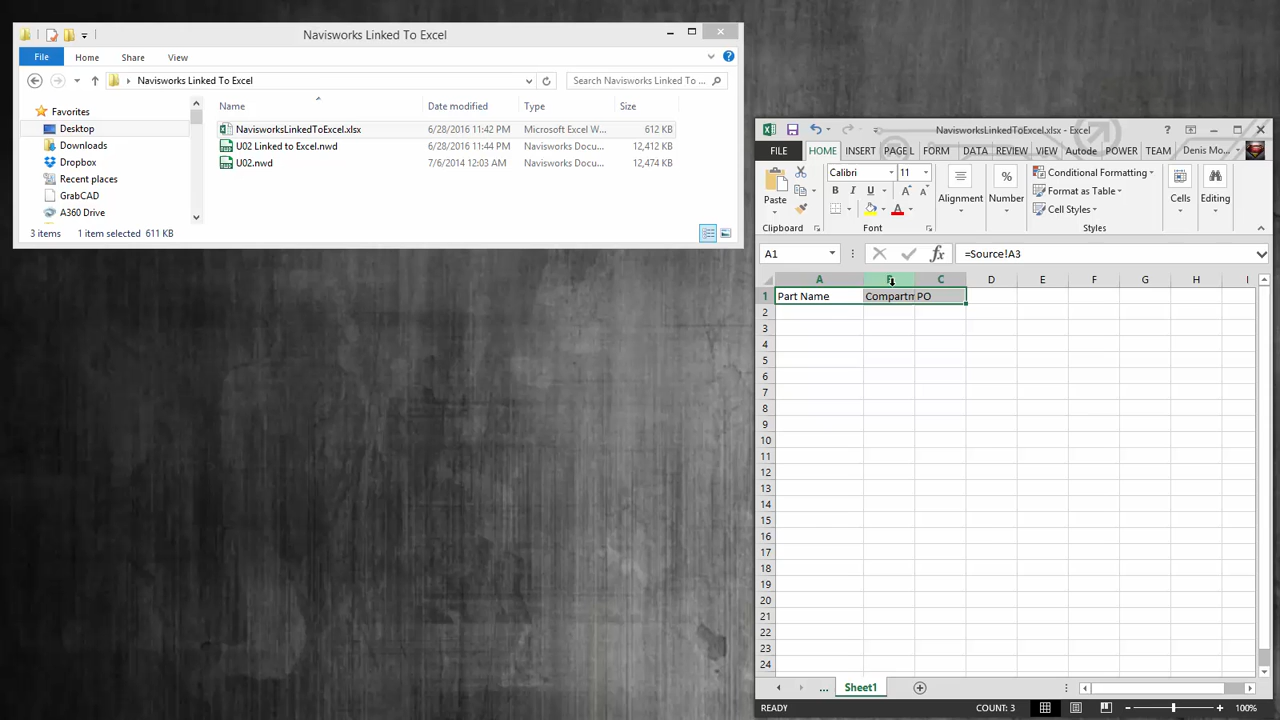 Navisworks Linked To Excel
File Home Share View
Navisworks Linked To Excel
Search Navisworks Linked To ...
Favorites
Desktop
Downloads
Dropbox
Recent places
GrabCAD
A360 Drive
Name Date modified Type Size
NavisworksLinkedToExcel.xlsx 6/28/2016 11:42 PM Microsoft Excel W... 612 KB
U02 Linked to Excel.nwd 6/28/2016 11:44 PM Navisworks Docu... 12,412 KB
U02.nwd 7/6/2014 12:03 AM Navisworks Docu... 12,474 KB
3 items 1 item selected 611 KB
NavisworksLinkedToExcel.xlsx - Excel
FILE HOME INSERT PAGE L FORM DATA REVIEW VIEW Autode POWER TEAM Denis Mo...
Calibri 11
Paste
B I U
Alignment
Number
Conditional Formatting
Format as Table
Cell Styles
Cells
Editing
Clipboard Font Styles
A1 fx =Source!A3
A C D E F G H I
1 Part Name Compartm PO
2
3
4
5
6
7
8
9
10
11
12
13
14
15
16
17
18
19
20
21
22
23
24
... Sheet1
READY COUNT: 3 100%